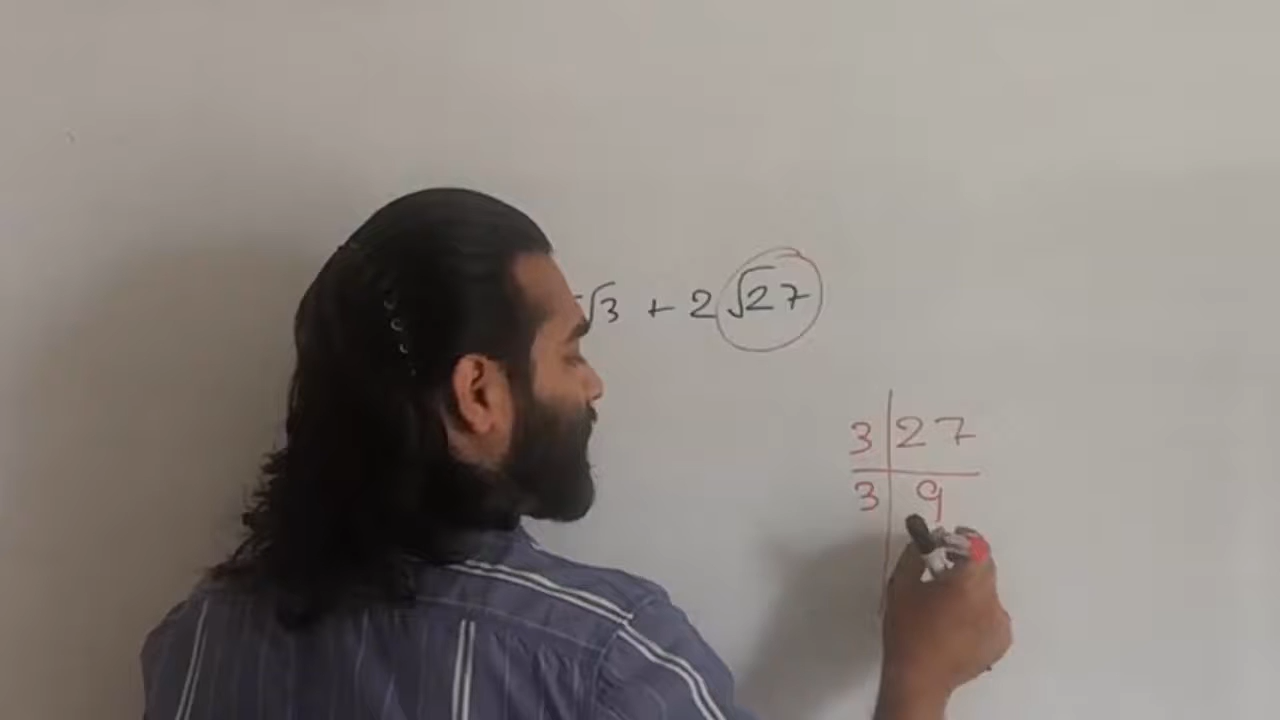 √3 + 2√27
3 | 27
3 | 9